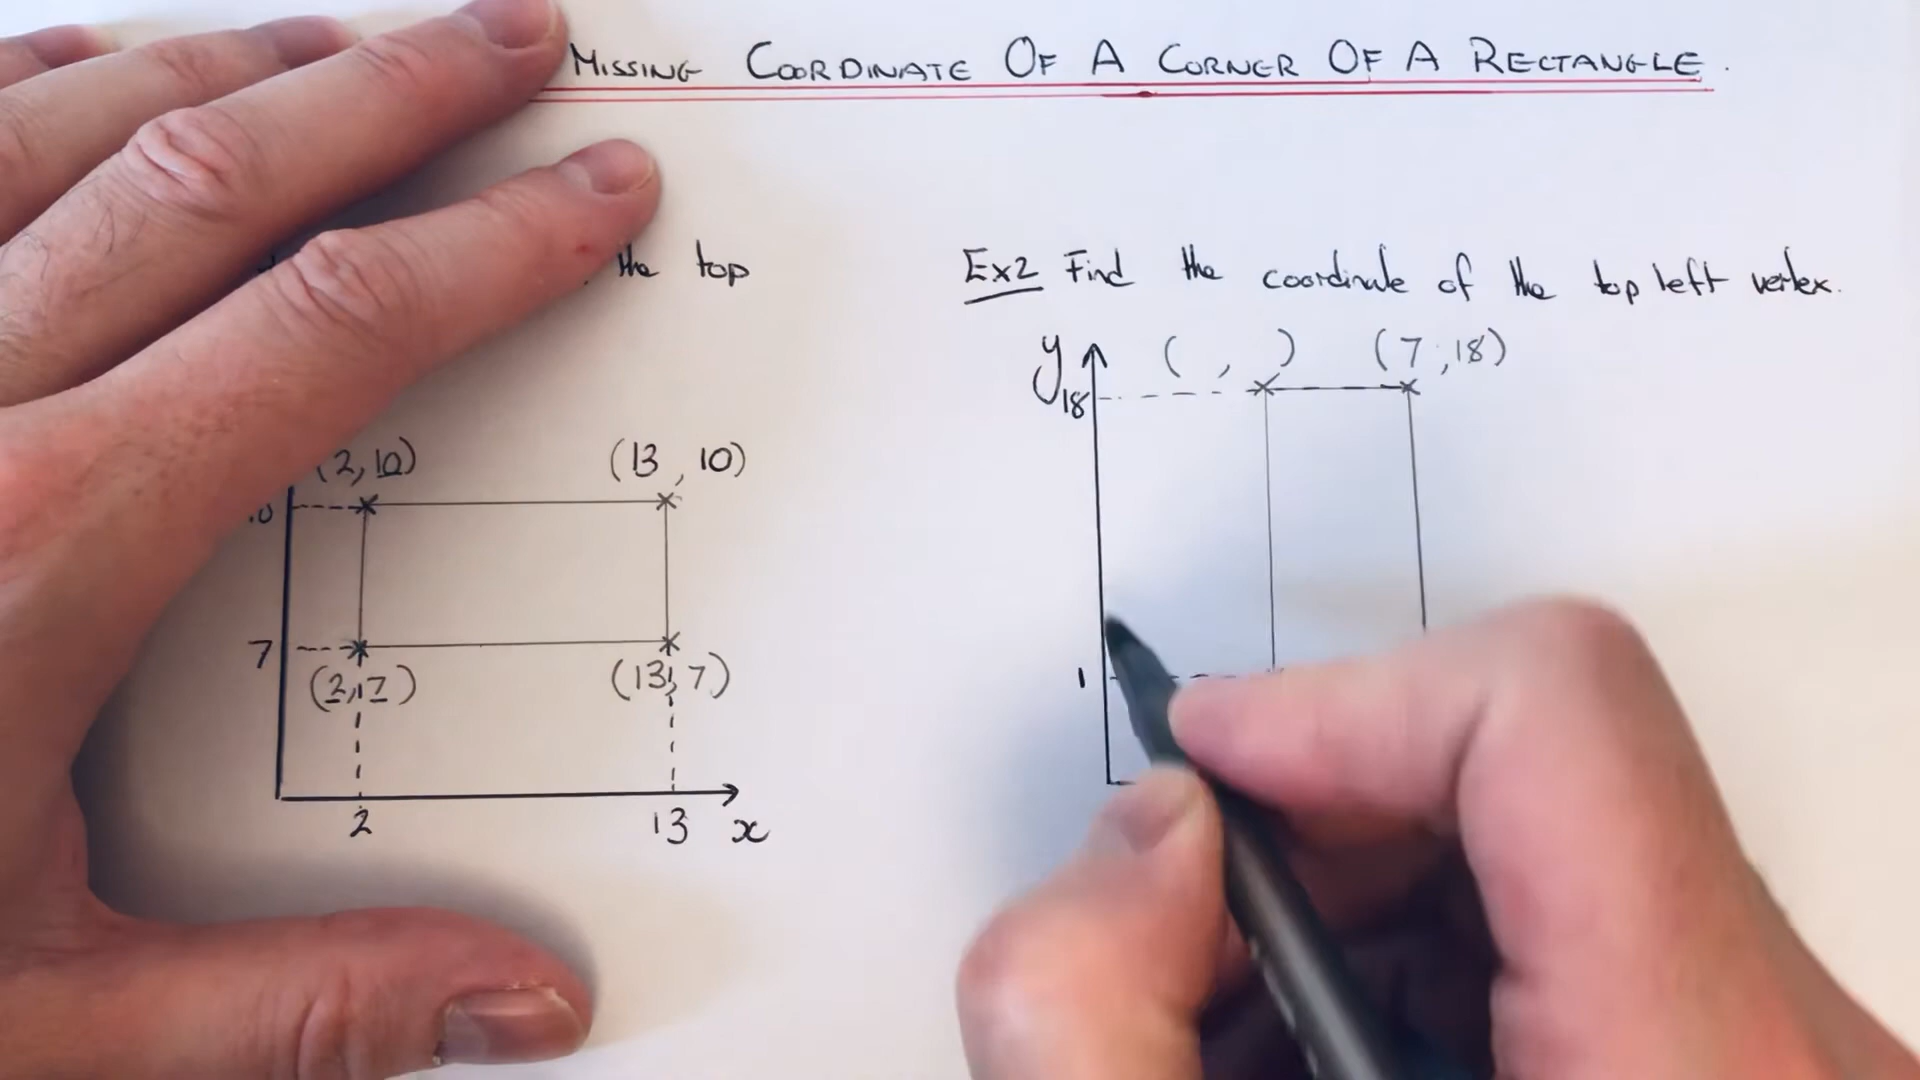 MISSING COORDINATE OF A CORNER OF A RECTANGLE.
the top
(2,10) (13, 10)
7
(2,7) (13,7)
2 13 x
Ex2 Find the coordinate of the top left vertex.
y ( , ) (7,18)
18
1